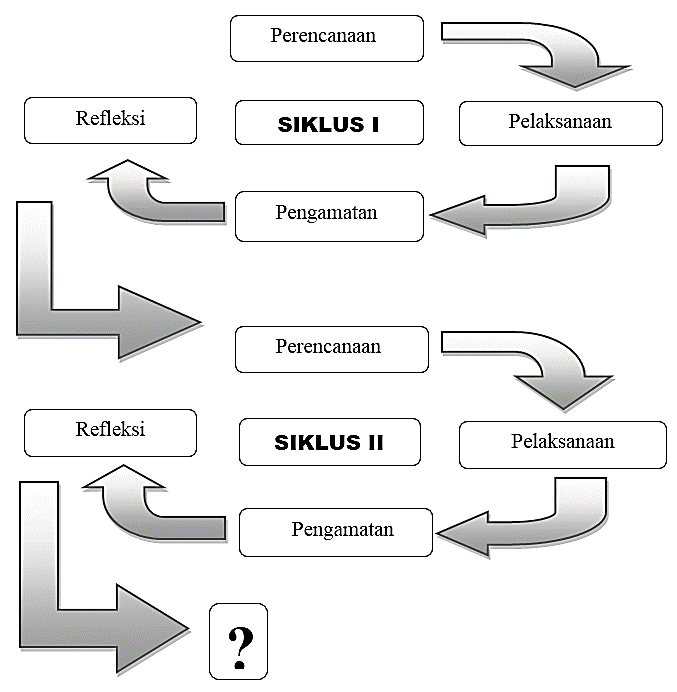 Perencanaan
Refleksi
SIKLUS I
Pelaksanaan
Pengamatan
Perencanaan
Refleksi
SIKLUS II
Pelaksanaan
Pengamatan
?